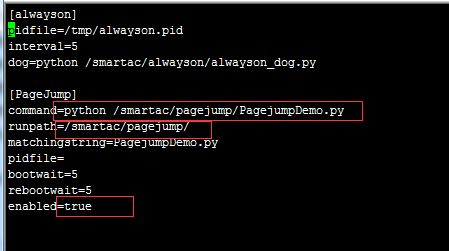 [alwayson]
pidfile=/tmp/alwayson.pid
interval=5
dog=python /smartac/alwayson/alwayson_dog.py
[PageJump]
command=python /smartac/pagejump/PagejumpDemo.py
runpath=/smartac/pagejump/
matchingstring=PagejumpDemo.py
pidfile=
bootwait=5
rebootwait=5
enabled=true